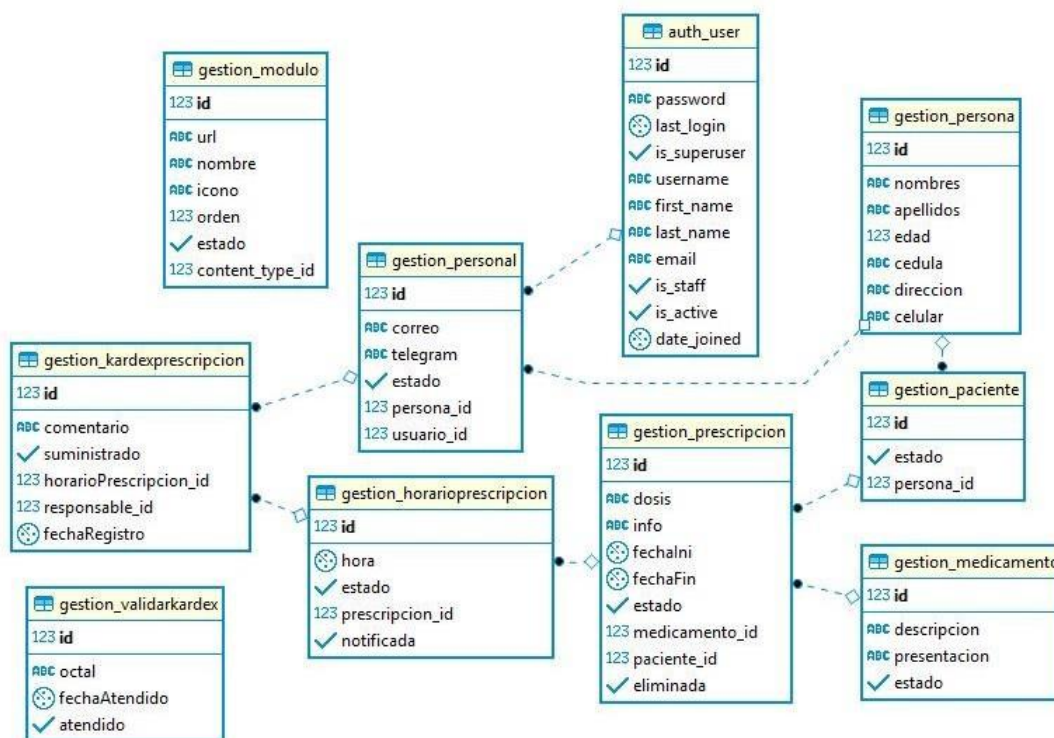 gestion_modulo
123 id
ABC url
ABC nombre
ABC icono
123 orden
estado
123 content_type_id
auth_user
123 id
ABC password
last_login
is_superuser
ABC username
ABC first_name
ABC last_name
ABC email
is_staff
is_active
date_joined
gestion_persona
123 id
ABC nombres
ABC apellidos
123 edad
ABC cedula
ABC direccion
ABC celular
gestion_personal
123 id
ABC correo
ABC telegram
estado
123 persona_id
123 usuario_id
gestion_kardexprescripcion
123 id
ABC comentario
suministrado
123 horarioPrescripcion_id
123 responsable_id
fechaRegistro
gestion_paciente
123 id
estado
123 persona_id
gestion_prescripcion
123 id
ABC dosis
ABC info
fechaIni
fechaFin
estado
123 medicamento_id
123 paciente_id
eliminada
gestion_horarioprescripcion
123 id
hora
estado
123 prescripcion_id
notificada
gestion_medicamento
123 id
ABC descripcion
ABC presentacion
estado
gestion_validarkardex
123 id
ABC octal
fechaAtendido
atendido